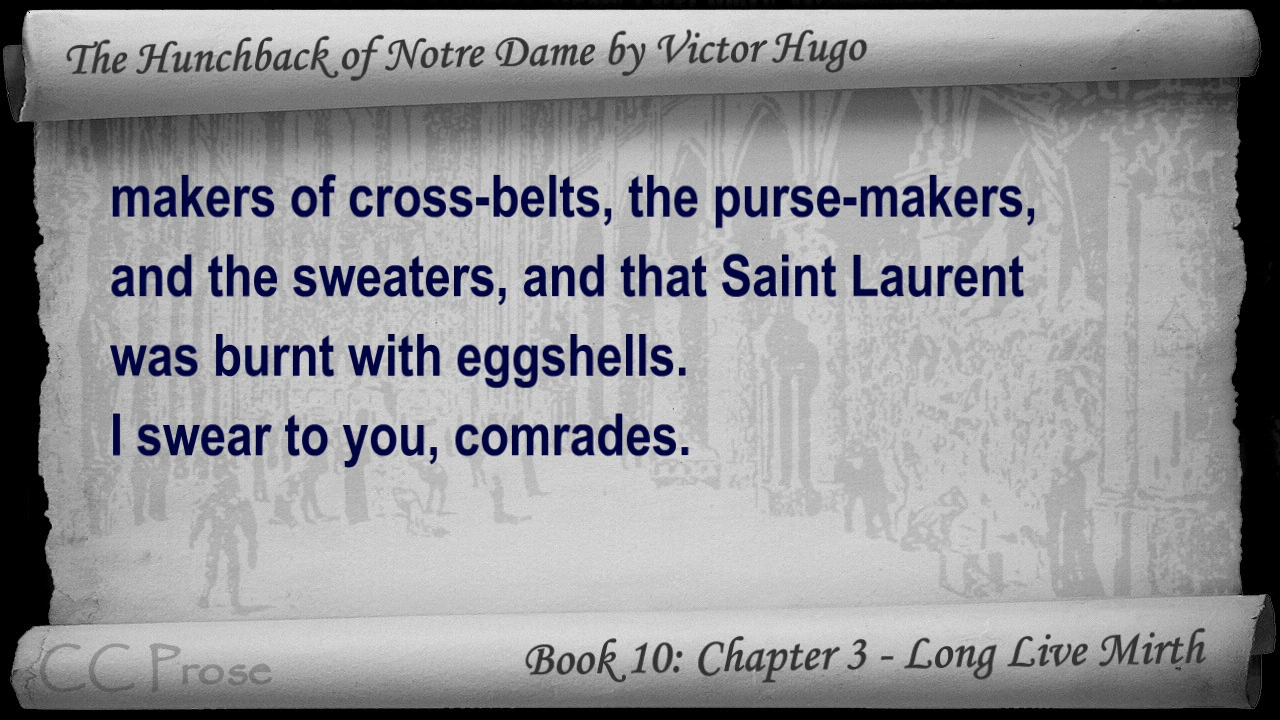 The Hunchback of Notre Dame by Victor Hugo
makers of cross-belts, the purse-makers,
and the sweaters, and that Saint Laurent
was burnt with eggshells.
I swear to you, comrades.
CC Prose
Book 10: Chapter 3 - Long Live Mirth